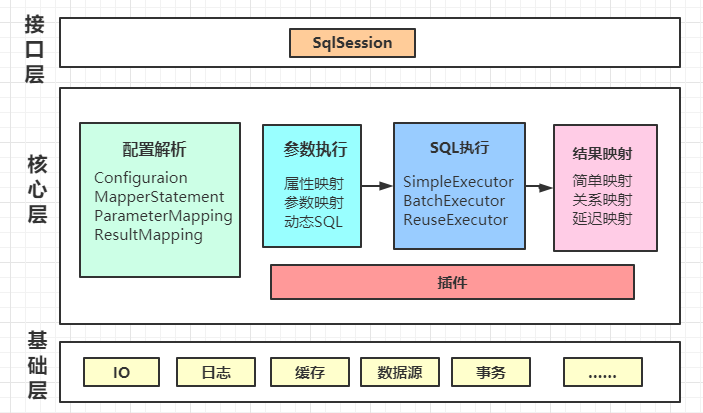 接口层
SqlSession
核心层
配置解析
Configuraion
MapperStatement
ParameterMapping
ResultMapping
参数执行
属性映射
参数映射
动态SQL
SQL执行
SimpleExecutor
BatchExecutor
ReuseExecutor
结果映射
简单映射
关系映射
延迟映射
插件
基础层
IO
日志
缓存
数据源
事务
......